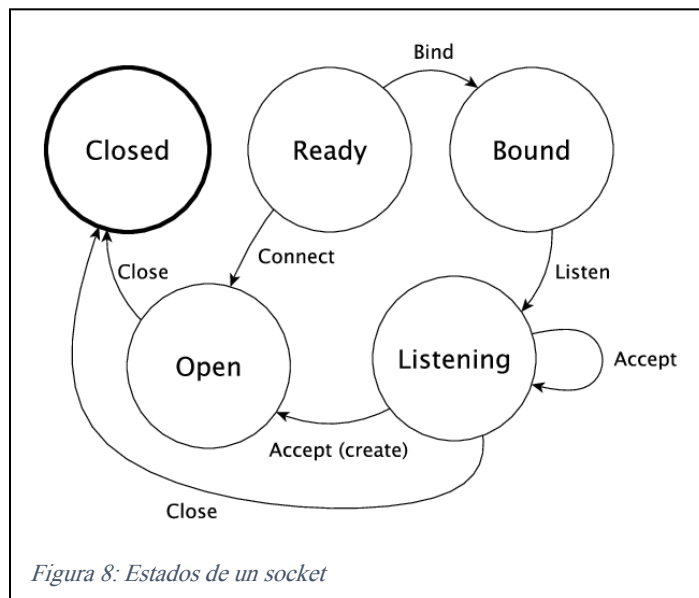 Bind
Closed
Ready
Bound
Connect
Close
Listen
Open
Listening
Accept
Accept (create)
Close
Figura 8: Estados de un socket